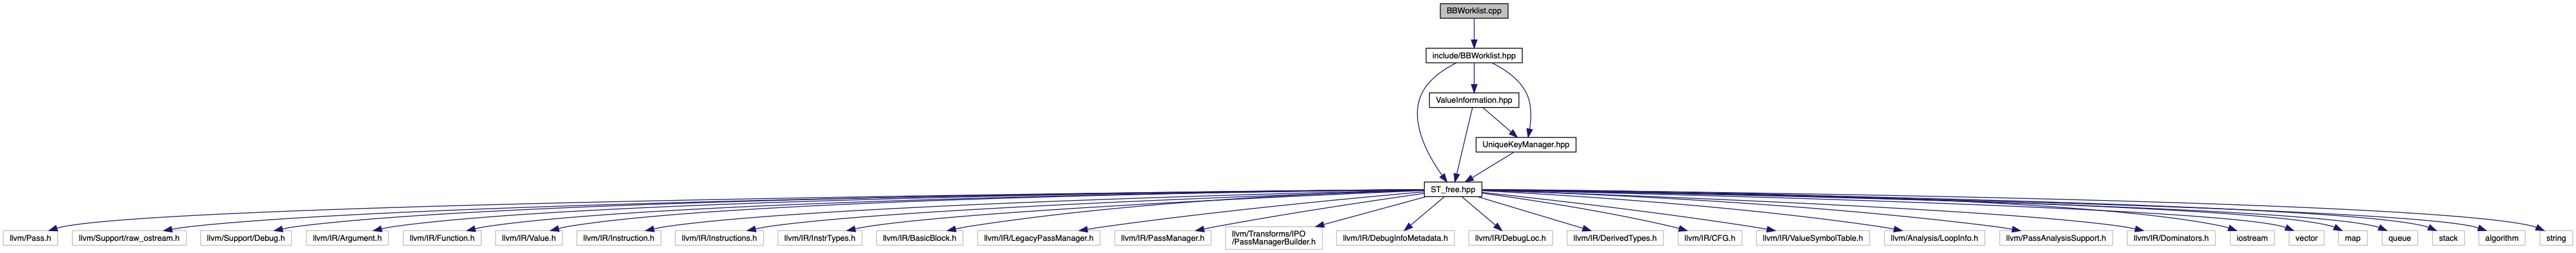 BBWorklist.cpp
include/BBWorklist.hpp
ValueInformation.hpp
UniqueKeyManager.hpp
ST_free.hpp
llvm/Pass.h
llvm/Support/raw_ostream.h
llvm/Support/Debug.h
llvm/IR/Argument.h
llvm/IR/Function.h
llvm/IR/Value.h
llvm/IR/Instruction.h
llvm/IR/Instructions.h
llvm/IR/InstrTypes.h
llvm/IR/BasicBlock.h
llvm/IR/LegacyPassManager.h
llvm/IR/PassManager.h
llvm/Transforms/IPO
/PassManagerBuilder.h
llvm/IR/DebugInfoMetadata.h
llvm/IR/DebugLoc.h
llvm/IR/DerivedTypes.h
llvm/IR/CFG.h
llvm/IR/ValueSymbolTable.h
llvm/Analysis/LoopInfo.h
llvm/PassAnalysisSupport.h
llvm/IR/Dominators.h
iostream
vector
map
queue
stack
algorithm
string